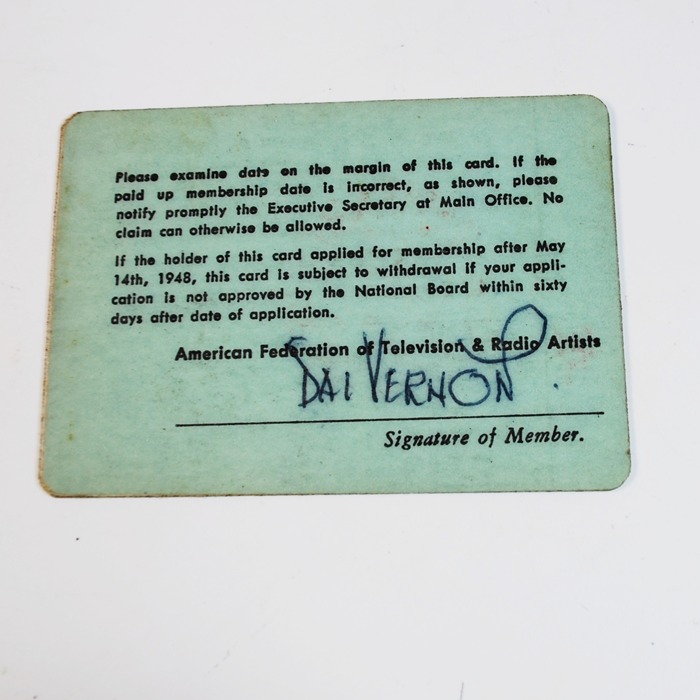 Please examine date on the margin of this card. If the
paid up membership date is incorrect, as shown, please
notify promptly the Executive Secretary at Main Office. No
claim can otherwise be allowed.
If the holder of this card applied for membership after May
14th, 1948, this card is subject to withdrawal if your appli-
cation is not approved by the National Board within sixty
days after date of application.
American Federation of Television & Radio Artists
DAI VERNON.
Signature of Member.